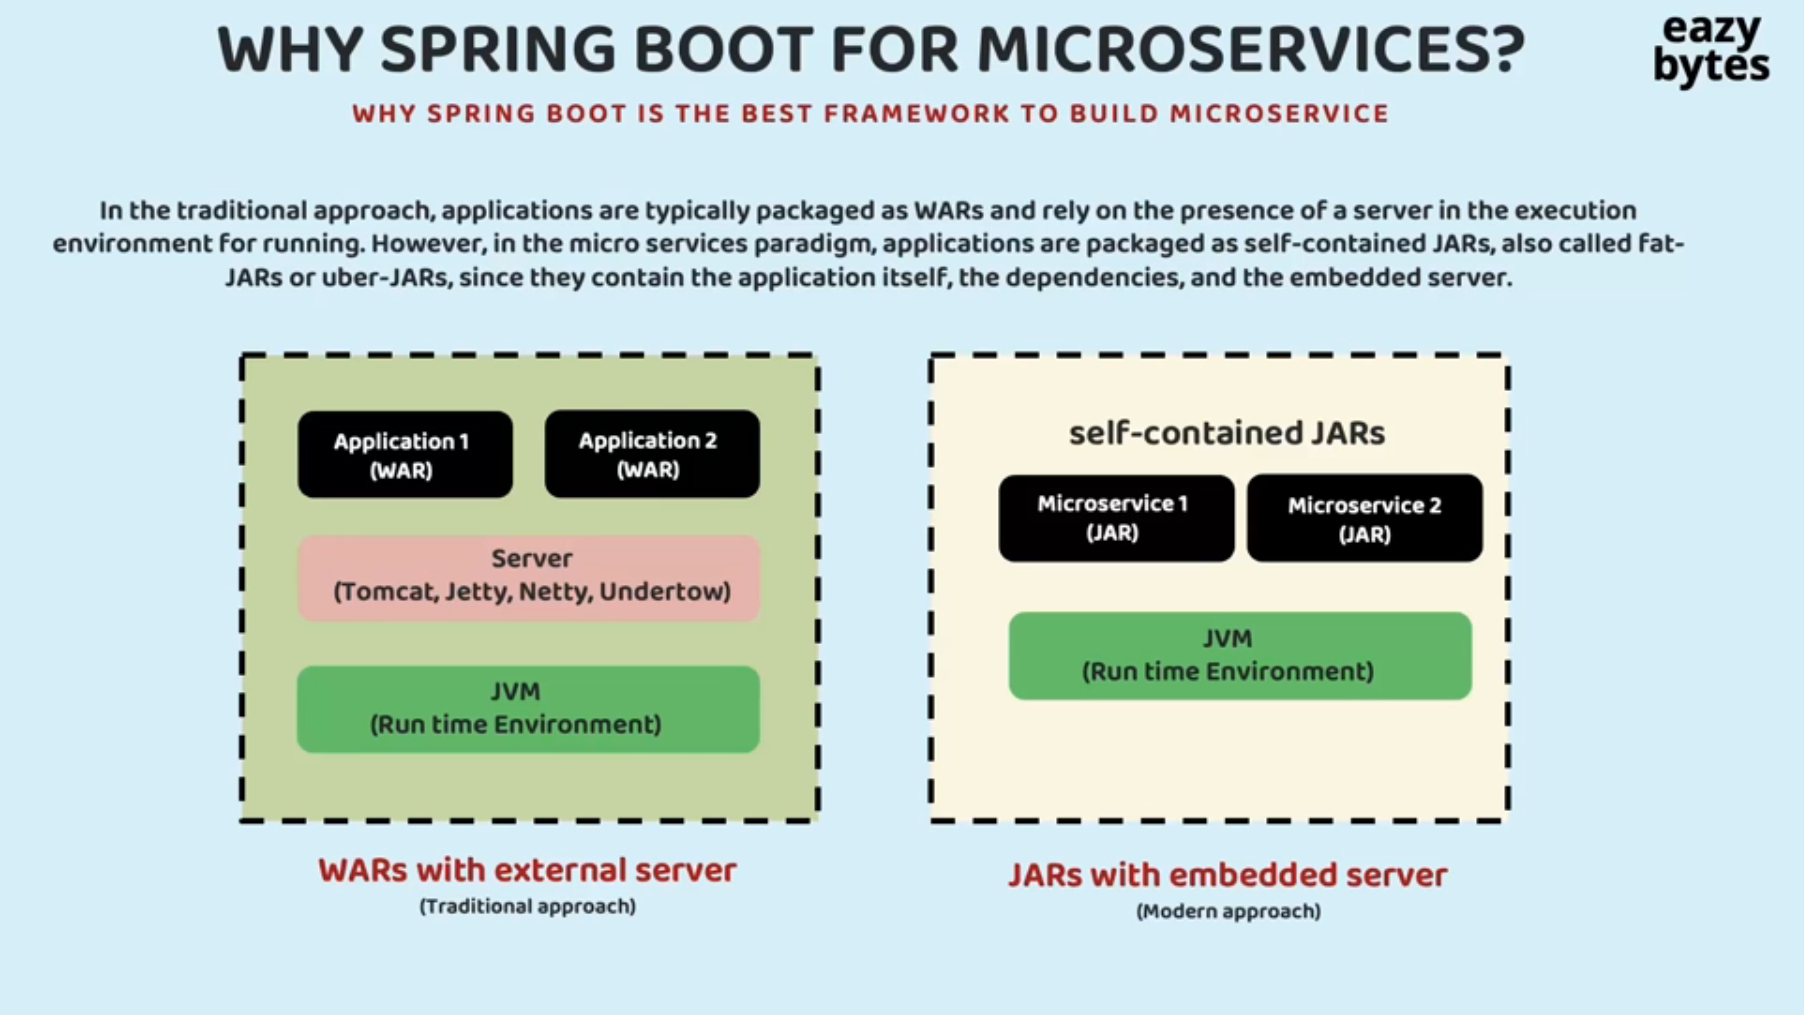 WHY SPRING BOOT FOR MICROSERVICES?
eazy
bytes
WHY SPRING BOOT IS THE BEST FRAMEWORK TO BUILD MICROSERVICE
In the traditional approach, applications are typically packaged as WARs and rely on the presence of a server in the execution
environment for running. However, in the micro services paradigm, applications are packaged as self-contained JARs, also called fat-
JARs or uber-JARs, since they contain the application itself, the dependencies, and the embedded server.
Application 1
(WAR)
Application 2
(WAR)
Server
(Tomcat, Jetty, Netty, Undertow)
JVM
(Run time Environment)
WARs with external server
(Traditional approach)
self-contained JARs
Microservice 1
(JAR)
Microservice 2
(JAR)
JVM
(Run time Environment)
JARs with embedded server
(Modern approach)